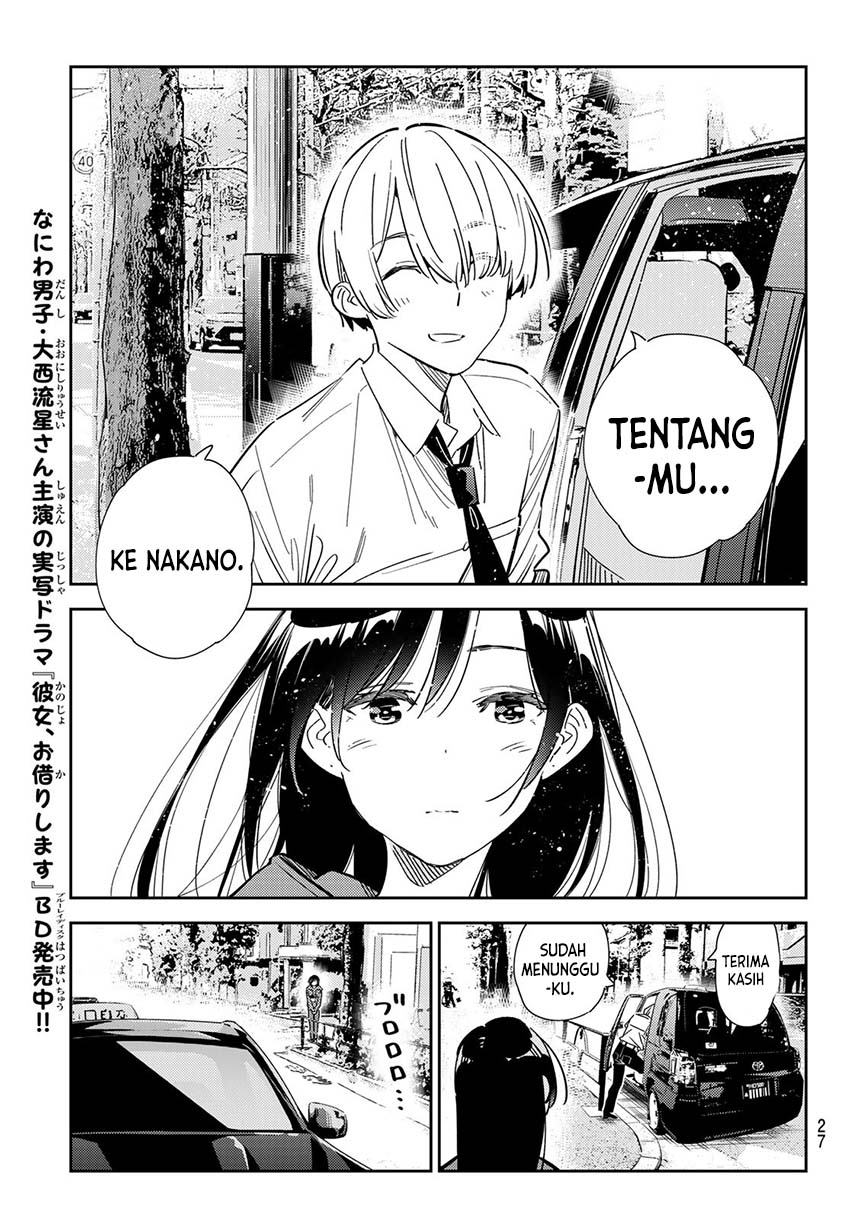 40
TENTANG
-MU...
KE NAKANO.
TERIMA
KASIH
SUDAH
MENUNGGU
-KU.
ブロロロ...
なにわ男子・大西流星さん主演の実写ドラマ『彼女、お借りします』BD発売中!!
27